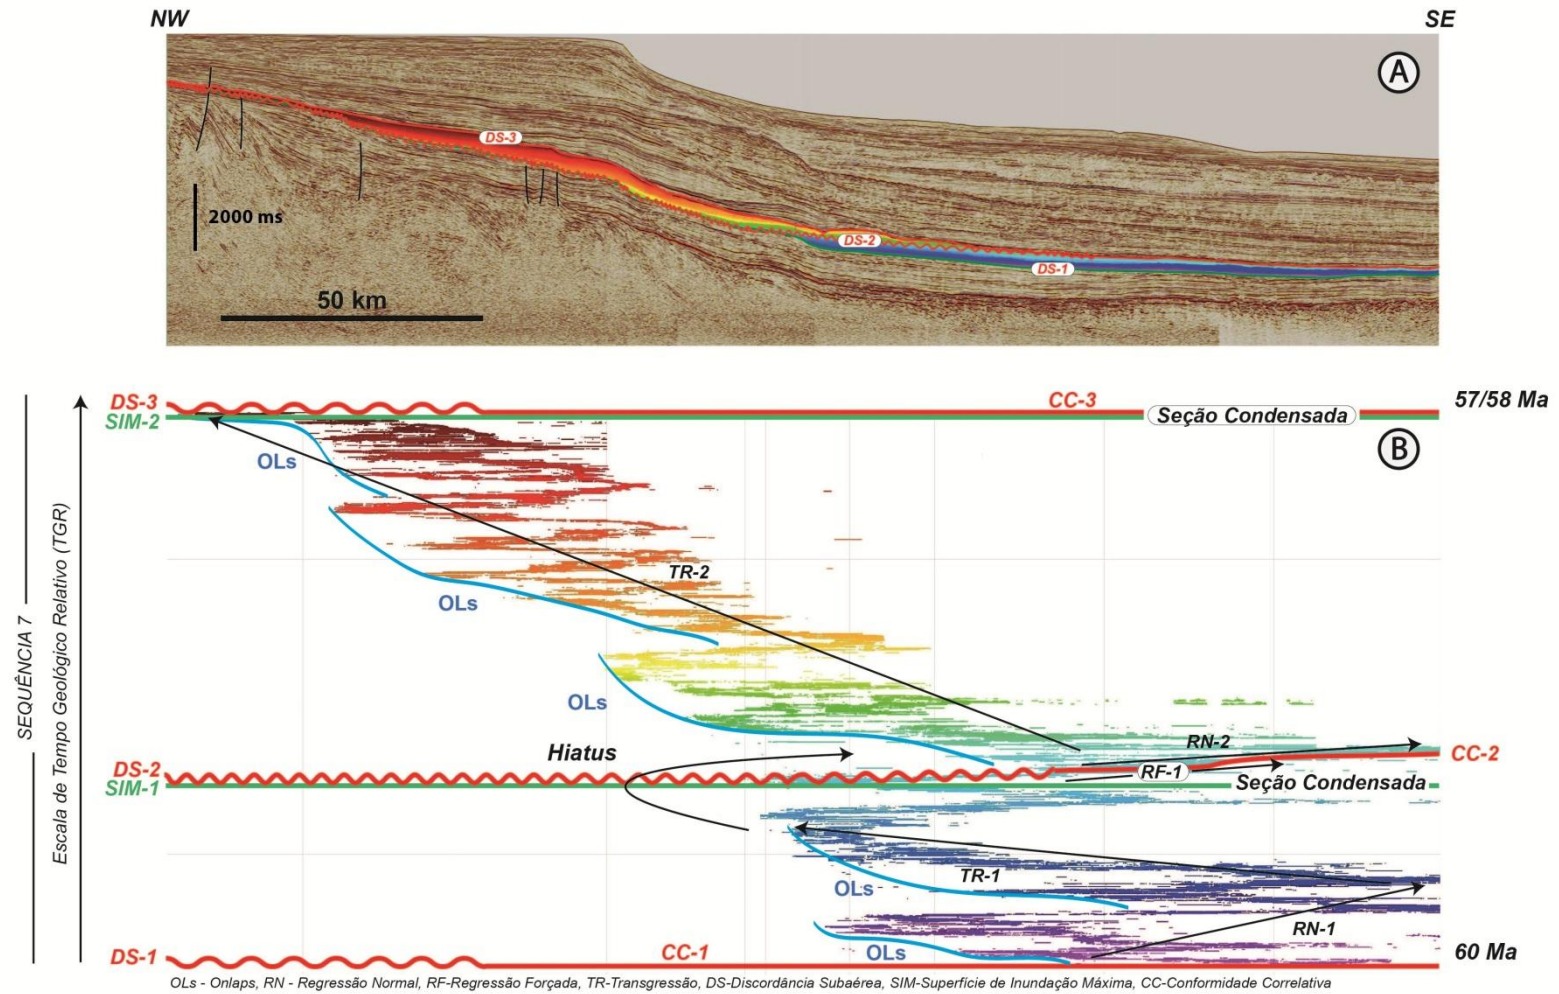 NW
SE
A
DS-3
2000 ms
DS-2
DS-1
50 km
DS-3
CC-3
57/58 Ma
SIM-2
Seção Condensada
B
OLs
TR-2
OLs
SEQUÊNCIA 7
Escala de Tempo Geológico Relativo (TGR)
OLs
Hiatus
RN-2
CC-2
DS-2
RF-1
SIM-1
Seção Condensada
TR-1
OLs
RN-1
DS-1
CC-1
OLs
60 Ma
OLs - Onlaps, RN - Regressão Normal, RF-Regressão Forçada, TR-Transgressão, DS-Discordância Subaérea, SIM-Superfície de Inundação Máxima, CC-Conformidade Correlativa